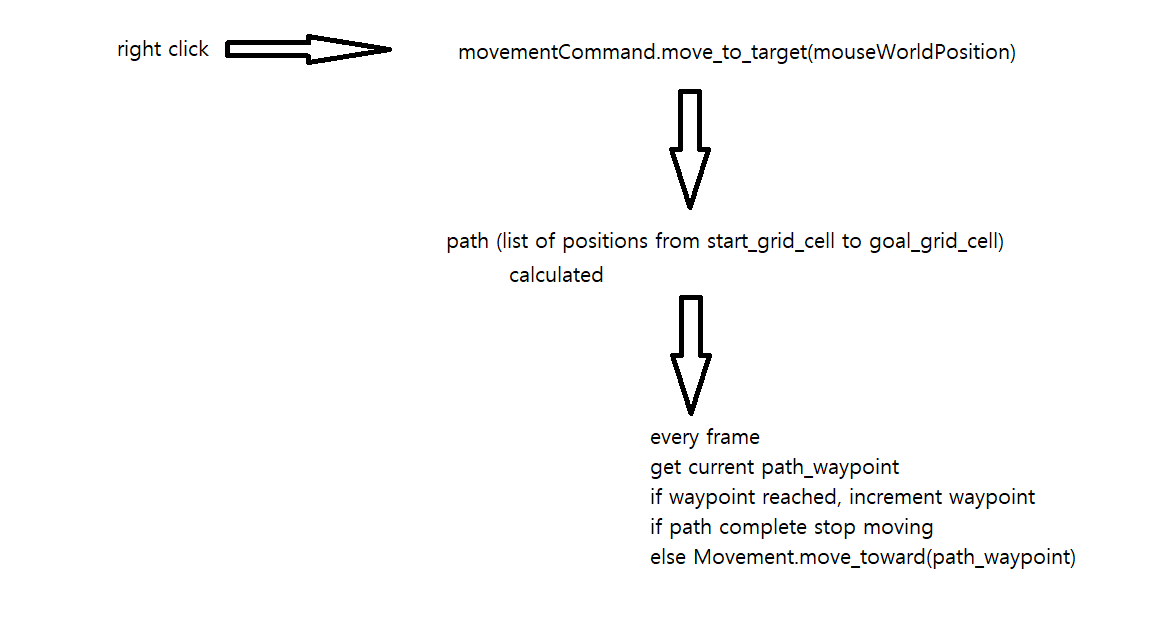 right click
movementCommand.move_to_target(mouseWorldPosition)
path (list of positions from start_grid_cell to goal_grid_cell)
calculated
every frame
get current path_waypoint
if waypoint reached, increment waypoint
if path complete stop moving
else Movement.move_toward(path_waypoint)